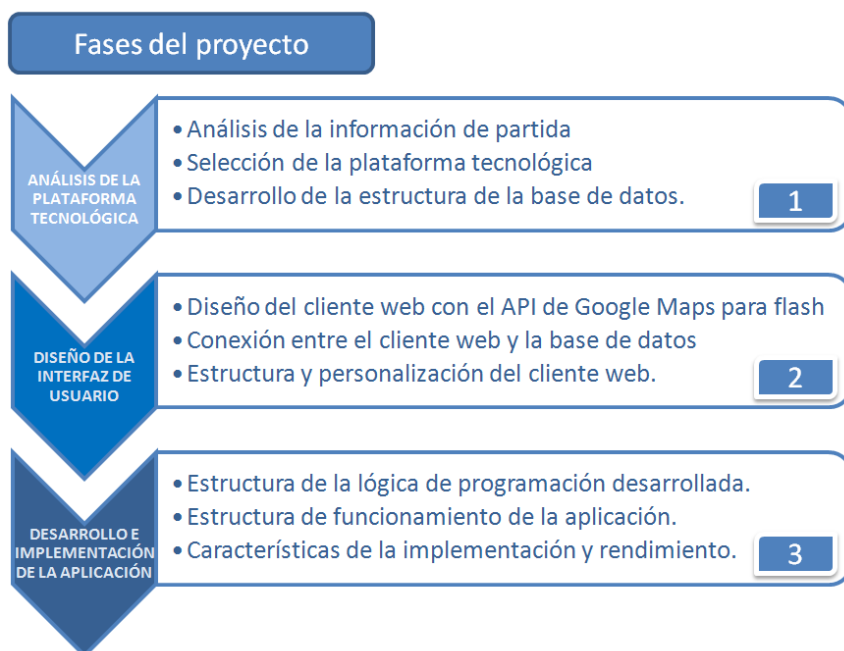 Fases del proyecto
ANÁLISIS DE LA
PLATAFORMA
TECNOLÓGICA
• Análisis de la información de partida
• Selección de la plataforma tecnológica
• Desarrollo de la estructura de la base de datos.
1
DISEÑO DE LA
INTERFAZ DE
USUARIO
• Diseño del cliente web con el API de Google Maps para flash
• Conexión entre el cliente web y la base de datos
• Estructura y personalización del cliente web.
2
DESARROLLO E
IMPLEMENTACIÓN
DE LA APLICACIÓN
• Estructura de la lógica de programación desarrollada.
• Estructura de funcionamiento de la aplicación.
• Características de la implementación y rendimiento.
3